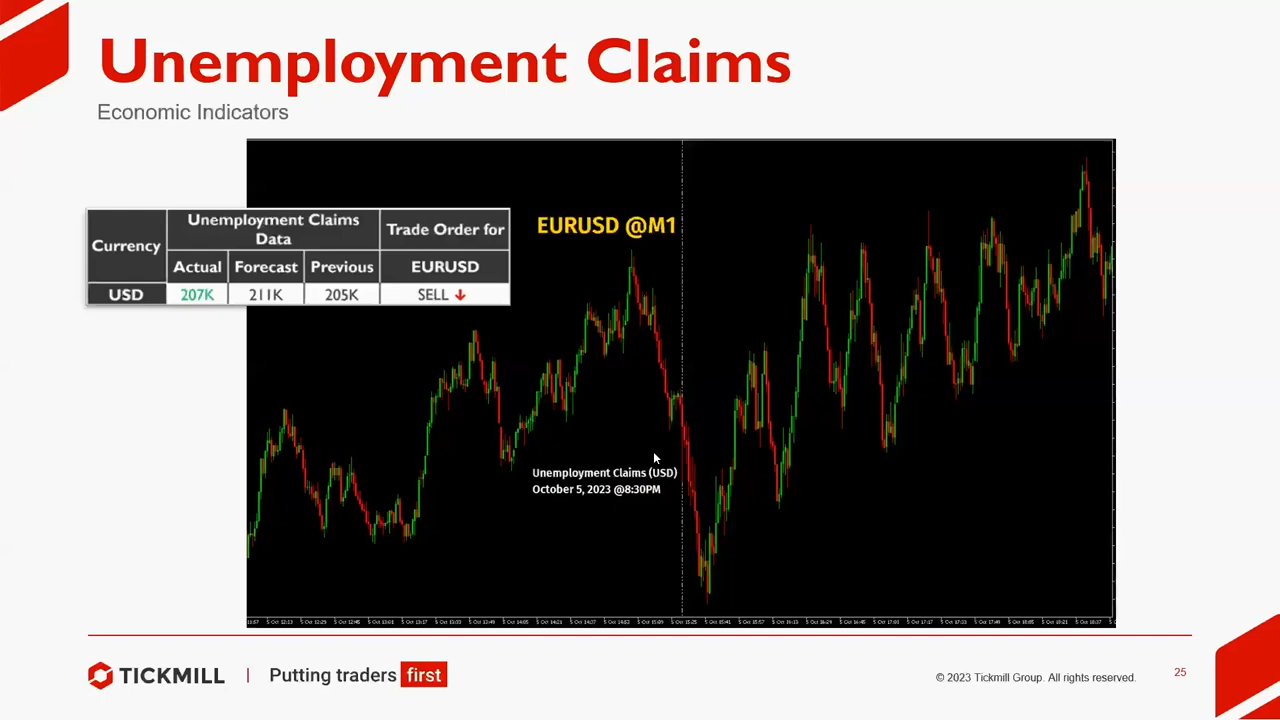 Unemployment Claims
Economic Indicators
Currency
Unemployment Claims
Data
Trade Order for
Actual
Forecast
Previous
EURUSD
USD
207K
211K
205K
SELL
EURUSD @M1
Unemployment Claims (USD)
October 5, 2023 @8:30PM
TICKMILL
Putting traders first
© 2023 Tickmill Group. All rights reserved.
25